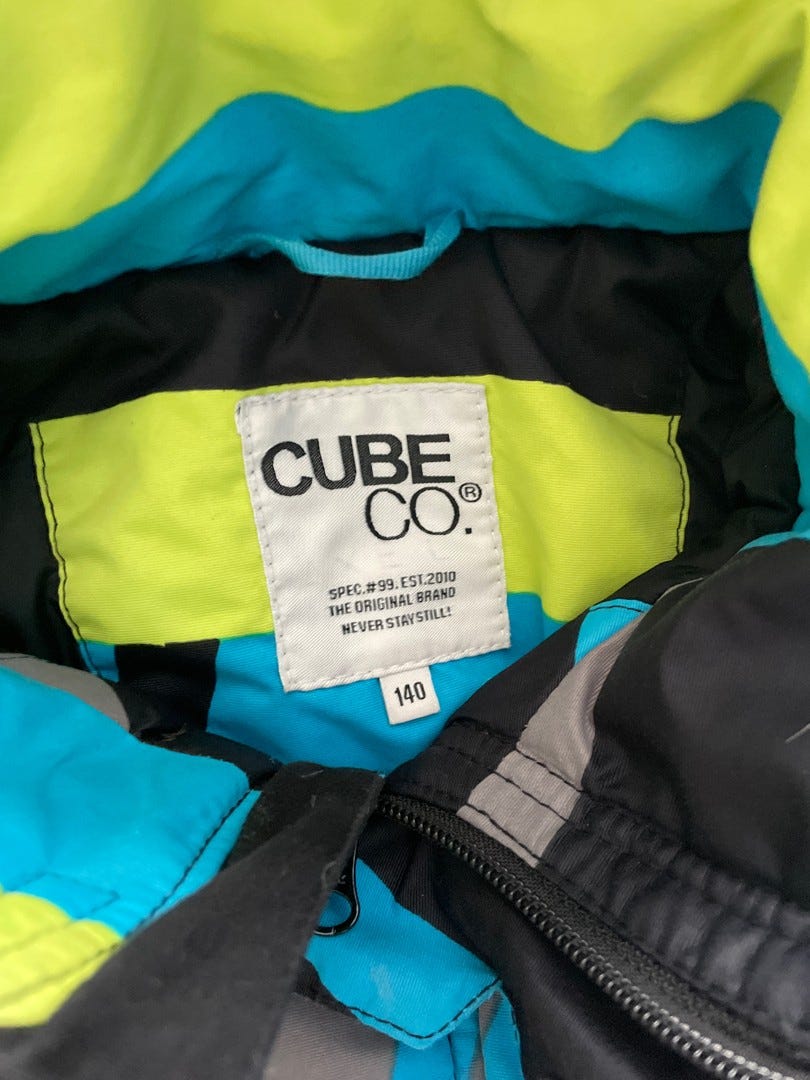 CUBE
CO.®
SPEC.#99. EST.2010
THE ORIGINAL BRAND
NEVER STAY STILL!
140